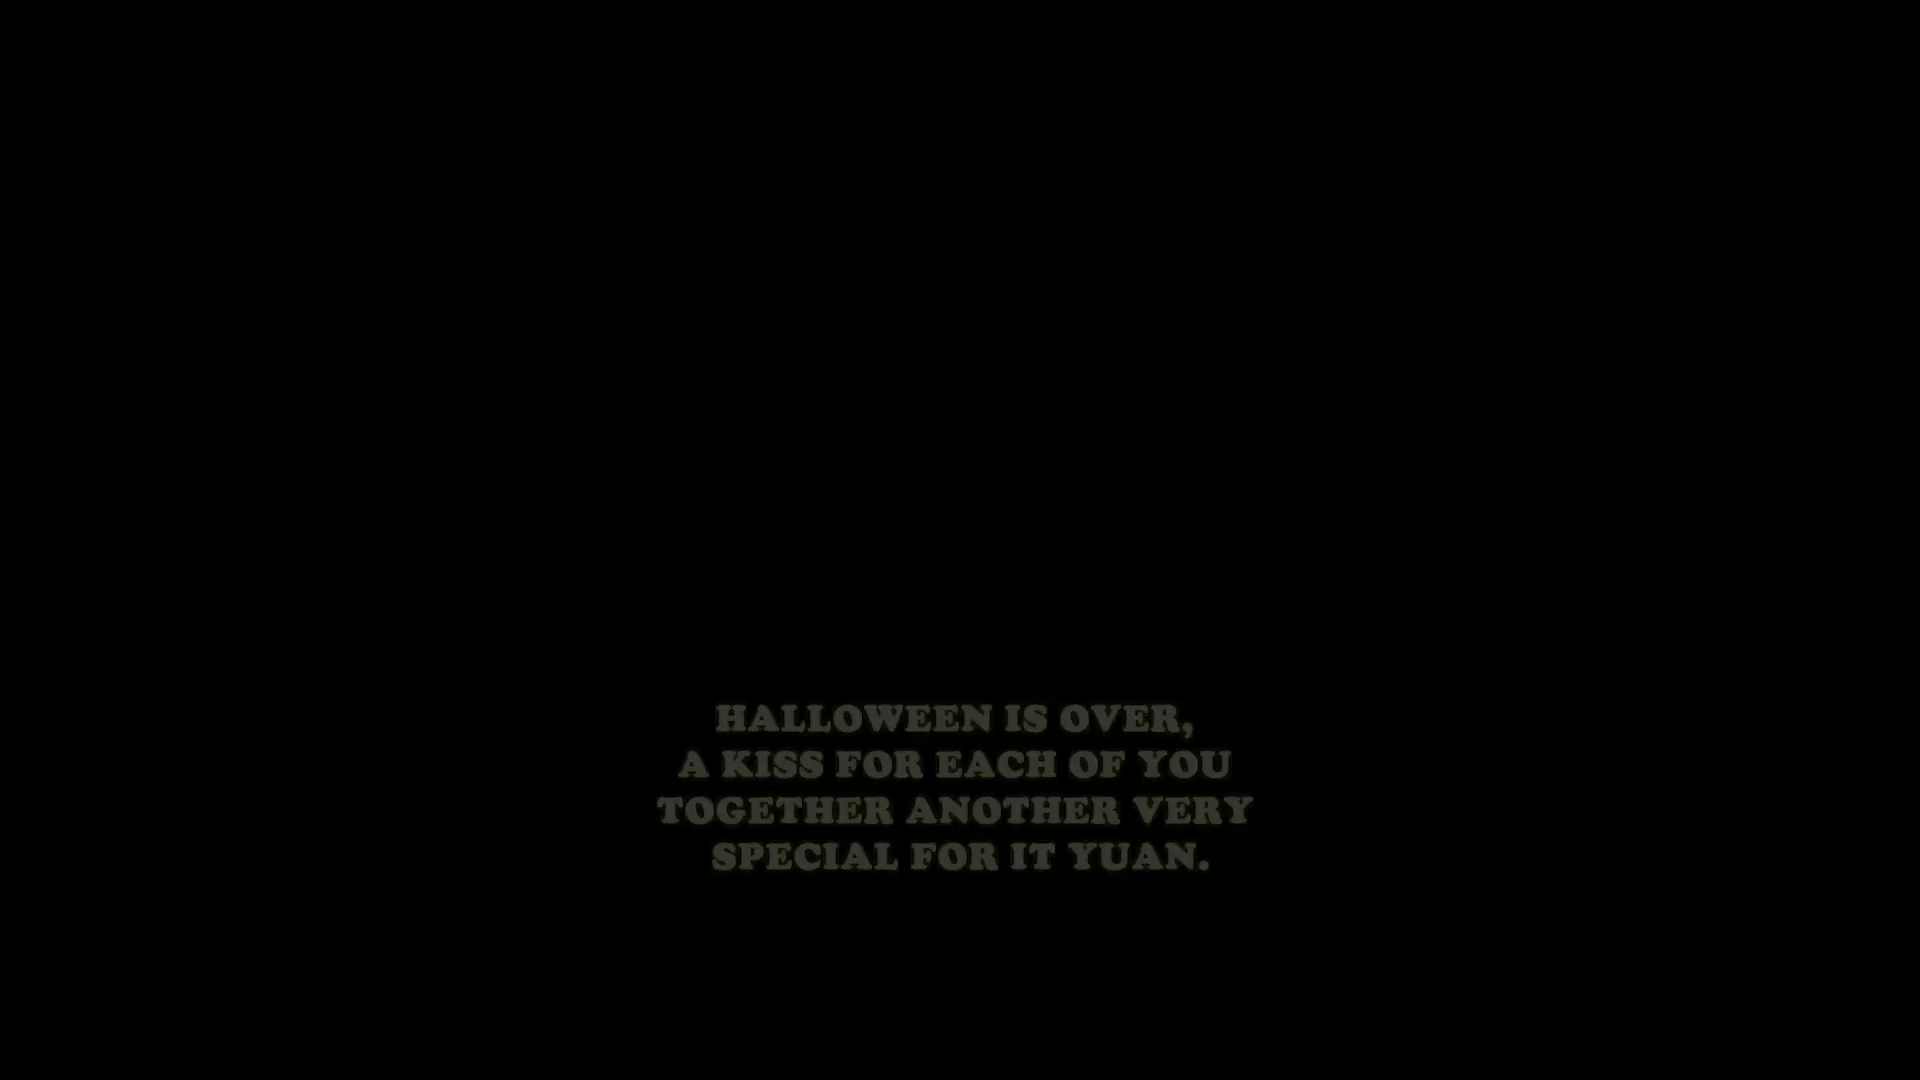 HALLOWEEN IS OVER,
A KISS FOR EACH OF YOU
TOGETHER ANOTHER VERY
SPECIAL FOR IT YUAN.